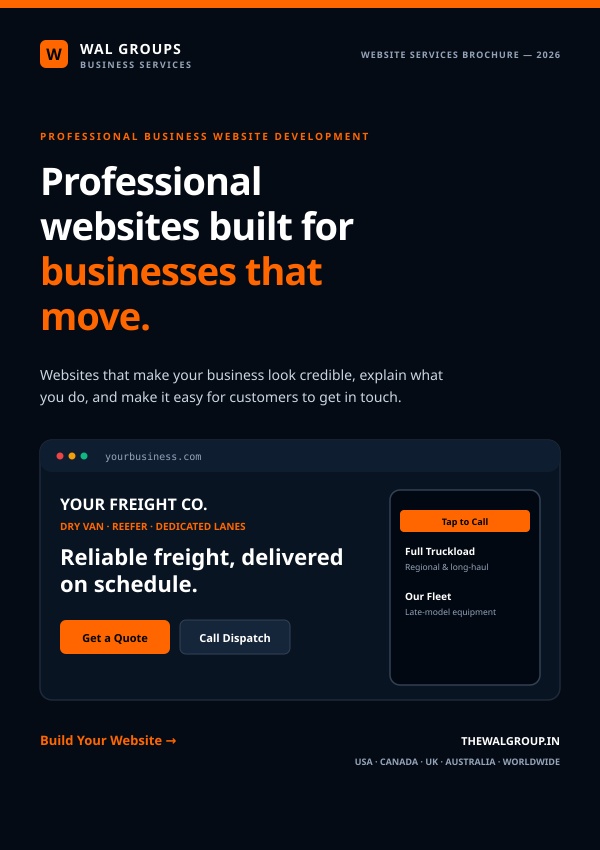 W
WAL GROUPS
BUSINESS SERVICES
WEBSITE SERVICES BROCHURE — 2026
PROFESSIONAL BUSINESS WEBSITE DEVELOPMENT
Professional
websites built for
businesses that
move.
Websites that make your business look credible, explain what
you do, and make it easy for customers to get in touch.
yourbusiness.com
YOUR FREIGHT CO.
DRY VAN · REEFER · DEDICATED LANES
Reliable freight, delivered
on schedule.
Get a Quote
Call Dispatch
Tap to Call
Full Truckload
Regional & long-haul
Our Fleet
Late-model equipment
Build Your Website →
THEWALGROUP.IN
USA · CANADA · UK · AUSTRALIA · WORLDWIDE